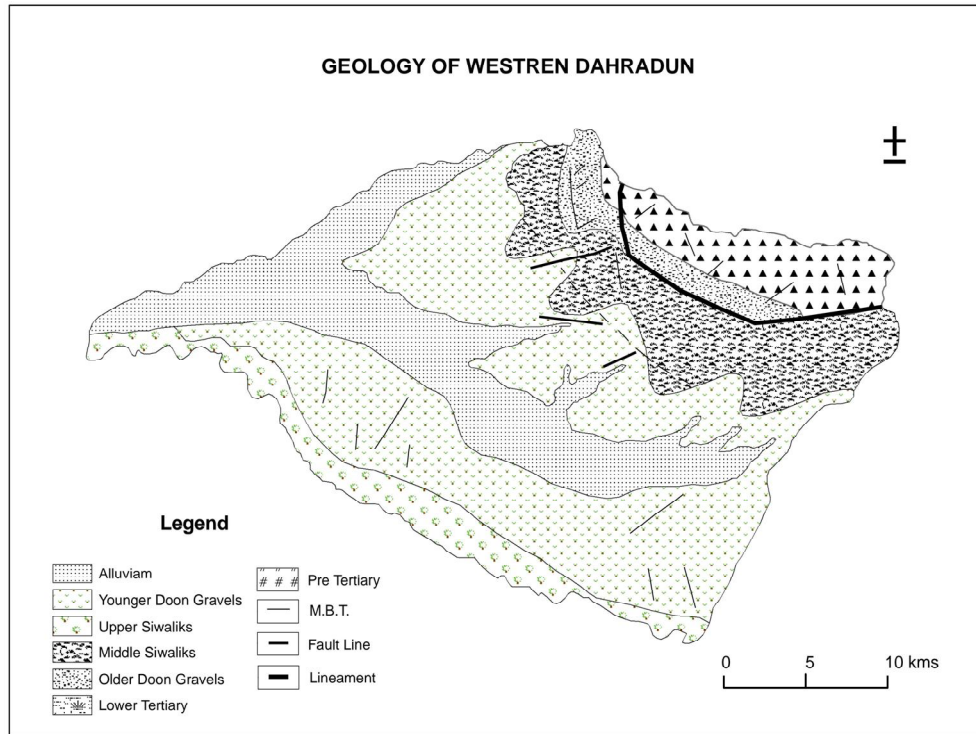 GEOLOGY OF WESTREN DAHRADUN
Legend
Alluviam
Younger Doon Gravels
Upper Siwaliks
Middle Siwaliks
Older Doon Gravels
Lower Tertiary
Pre Tertiary
M.B.T.
Fault Line
Lineament
0 5 10 kms